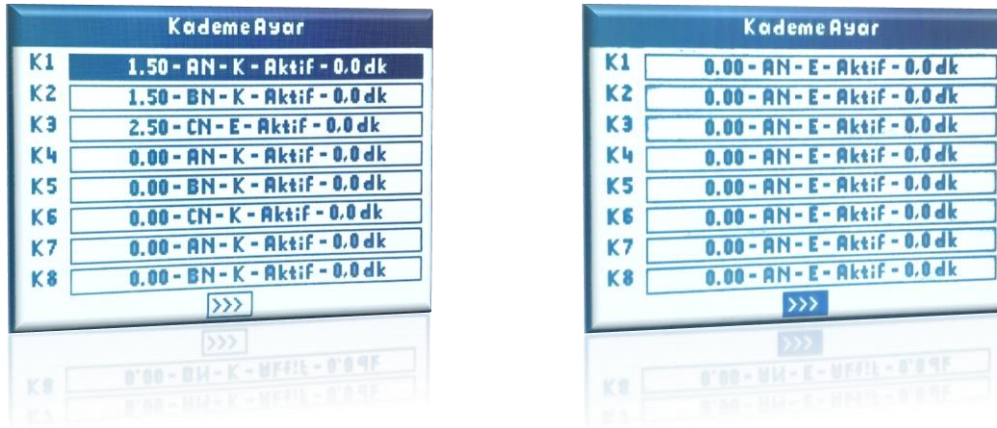 Kademe Ayar
K1 1.50 - AN - K - Aktif - 0.0 dk
K2 1.50 - BN - K - Aktif - 0.0 dk
K3 2.50 - CN - E - Aktif - 0.0 dk
K4 0.00 - AN - K - Aktif - 0.0 dk
K5 0.00 - BN - K - Aktif - 0.0 dk
K6 0.00 - CN - K - Aktif - 0.0 dk
K7 0.00 - AN - K - Aktif - 0.0 dk
K8 0.00 - BN - K - Aktif - 0.0 dk
>>>
Kademe Ayar
K1 0.00 - AN - E - Aktif - 0.0 dk
K2 0.00 - AN - E - Aktif - 0.0 dk
K3 0.00 - AN - E - Aktif - 0.0 dk
K4 0.00 - AN - E - Aktif - 0.0 dk
K5 0.00 - AN - E - Aktif - 0.0 dk
K6 0.00 - AN - E - Aktif - 0.0 dk
K7 0.00 - AN - E - Aktif - 0.0 dk
K8 0.00 - AN - E - Aktif - 0.0 dk
>>>